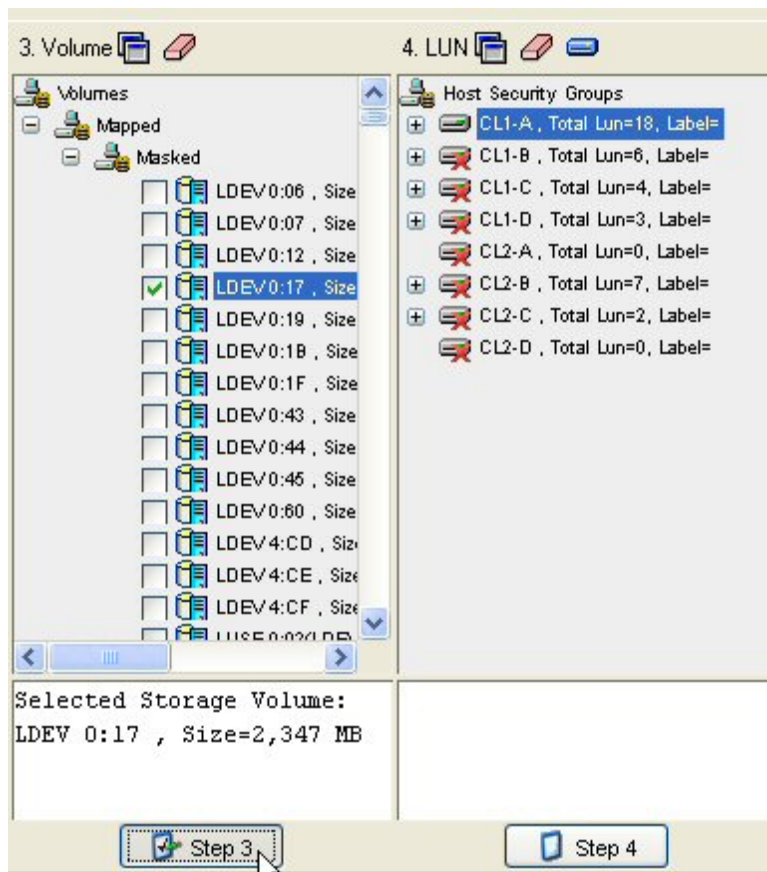 3. Volume
Volumes
Mapped
Masked
LDEV 0:06 , Size
LDEV 0:07 , Size
LDEV 0:12 , Size
LDEV 0:17 , Size
LDEV 0:19 , Size
LDEV 0:1B , Size
LDEV 0:1F , Size
LDEV 0:43 , Size
LDEV 0:44 , Size
LDEV 0:45 , Size
LDEV 0:60 , Size
LDEV 4:CD , Siz
LDEV 4:CE , Size
LDEV 4:CF , Size
LUSE 0:02(LDEV
Selected Storage Volume:
LDEV 0:17 , Size=2,347 MB
Step 3
4. LUN
Host Security Groups
CL1-A , Total Lun=18, Label=
CL1-B , Total Lun=6, Label=
CL1-C , Total Lun=4, Label=
CL1-D , Total Lun=3, Label=
CL2-A, Total Lun=0, Label=
CL2-B , Total Lun=7, Label=
CL2-C , Total Lun=2, Label=
CL2-D , Total Lun=0, Label=
Step 4